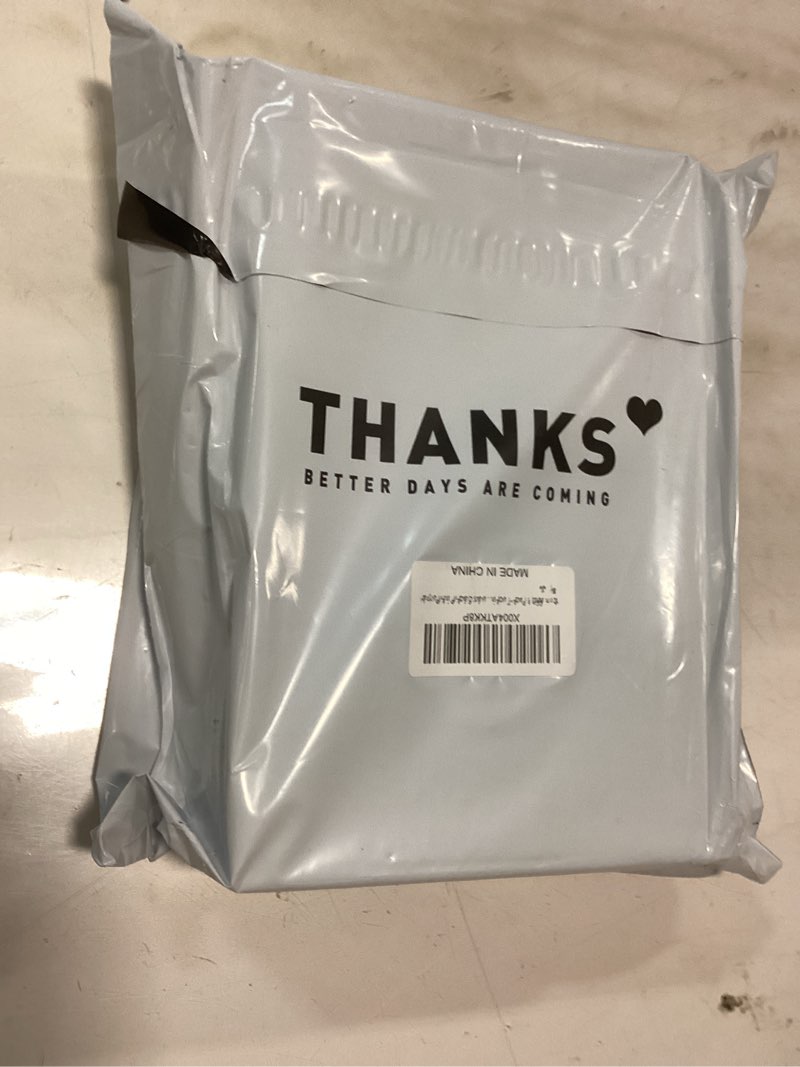 THANKS
BETTER DAYS ARE COMING
X004ATKK8P
MADE IN CHINA